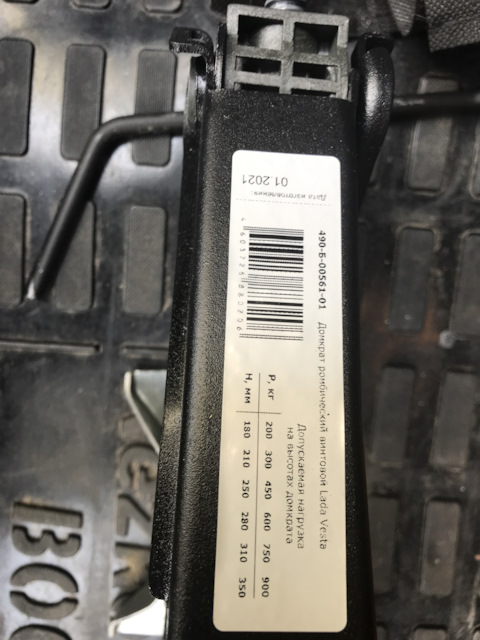 Дата изготовления:
01.2021
490-Б-00561-01 Домкрат ромбический винтовой Lada Vesta
4603726860206
Допускаемая нагрузка
на высотах домкрата
Р, кг 200 300 450 600 750 900
Н, мм 180 210 250 280 310 350